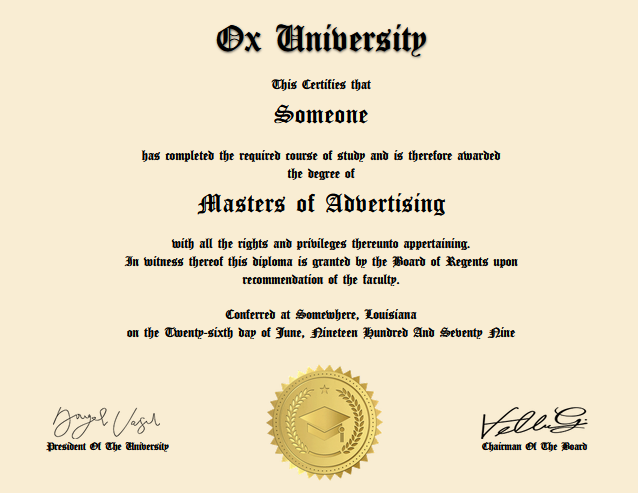 Ox University
This Certifies that
Someone
has completed the required course of study and is therefore awarded
the degree of
Masters of Advertising
with all the rights and privileges thereunto appertaining.
In witness thereof this diploma is granted by the Board of Regents upon
recommendation of the faculty.
Conferred at Somewhere, Louisiana
on the Twenty-sixth day of June, Nineteen Hundred And Seventy Nine
President Of The University
Chairman Of The Board